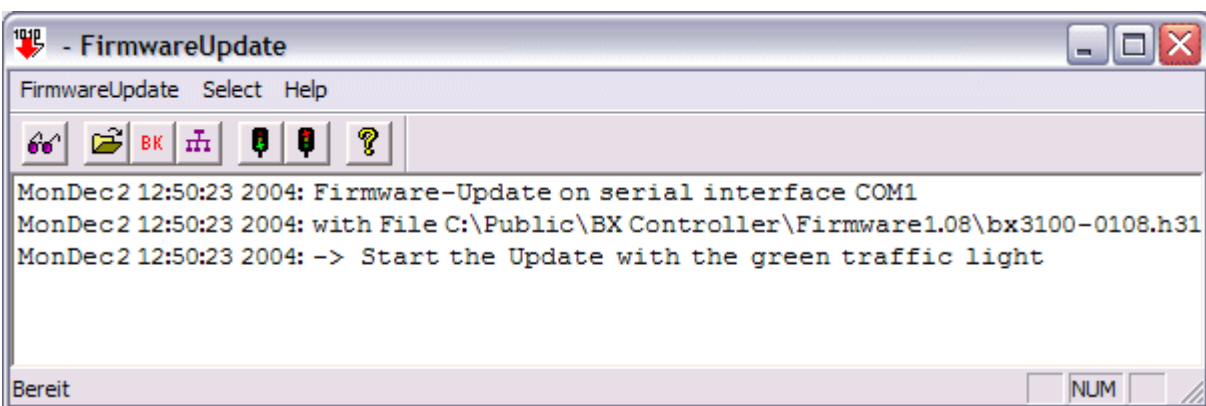 - FirmwareUpdate
FirmwareUpdate Select Help
BK
MonDec2 12:50:23 2004: Firmware-Update on serial interface COM1
MonDec2 12:50:23 2004: with File C:\Public\BX Controller\Firmware1.08\bx3100-0108.h31
MonDec2 12:50:23 2004: -> Start the Update with the green traffic light
Bereit NUM